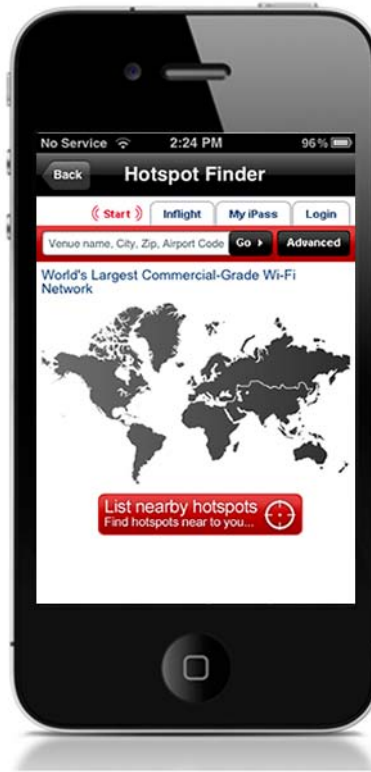 No Service 2:24 PM 96%
Back Hotspot Finder
Start Inflight My iPass Login
Venue name, City, Zip, Airport Code Go Advanced
World's Largest Commercial-Grade Wi-Fi
Network
List nearby hotspots
Find hotspots near to you...